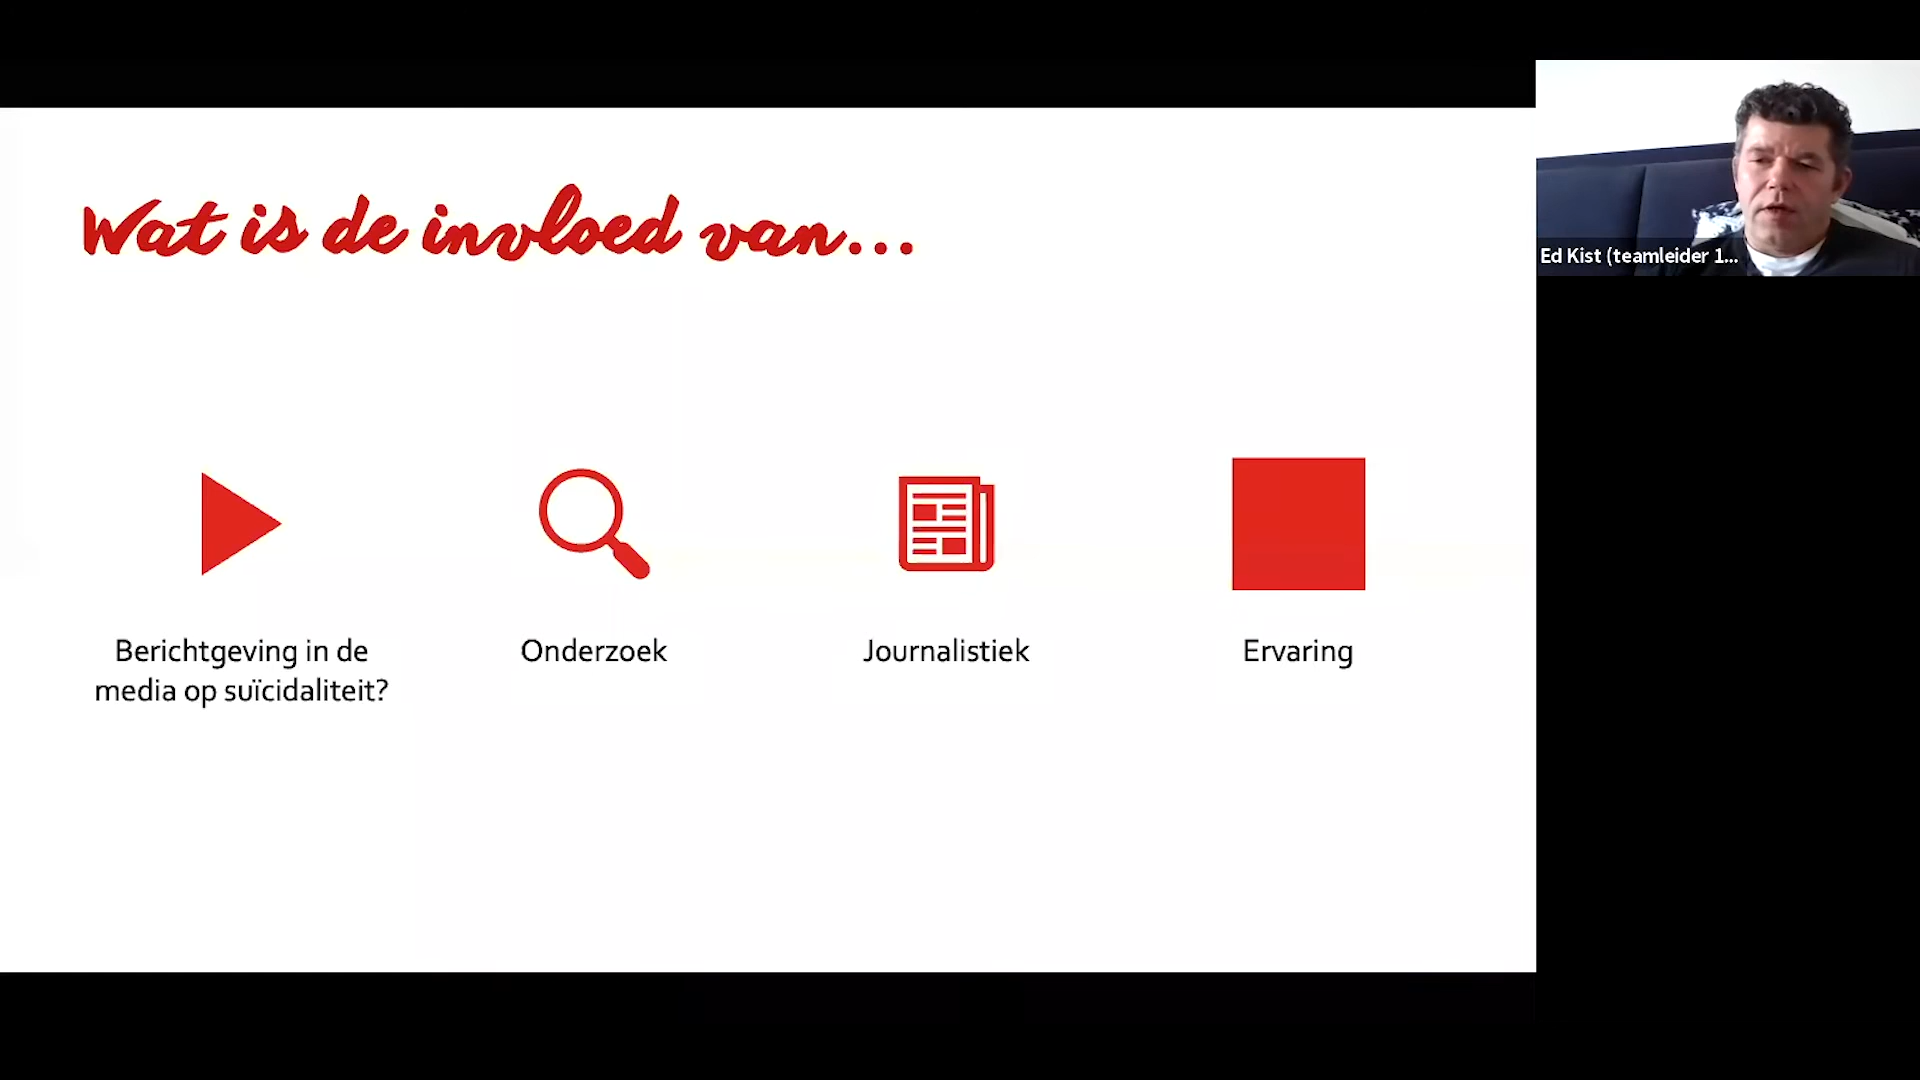 Wat is de invloed van...
Berichtgeving in de
media op suïcidaliteit?
Onderzoek
Journalistiek
Ervaring
Ed Kist (teamleider 1...